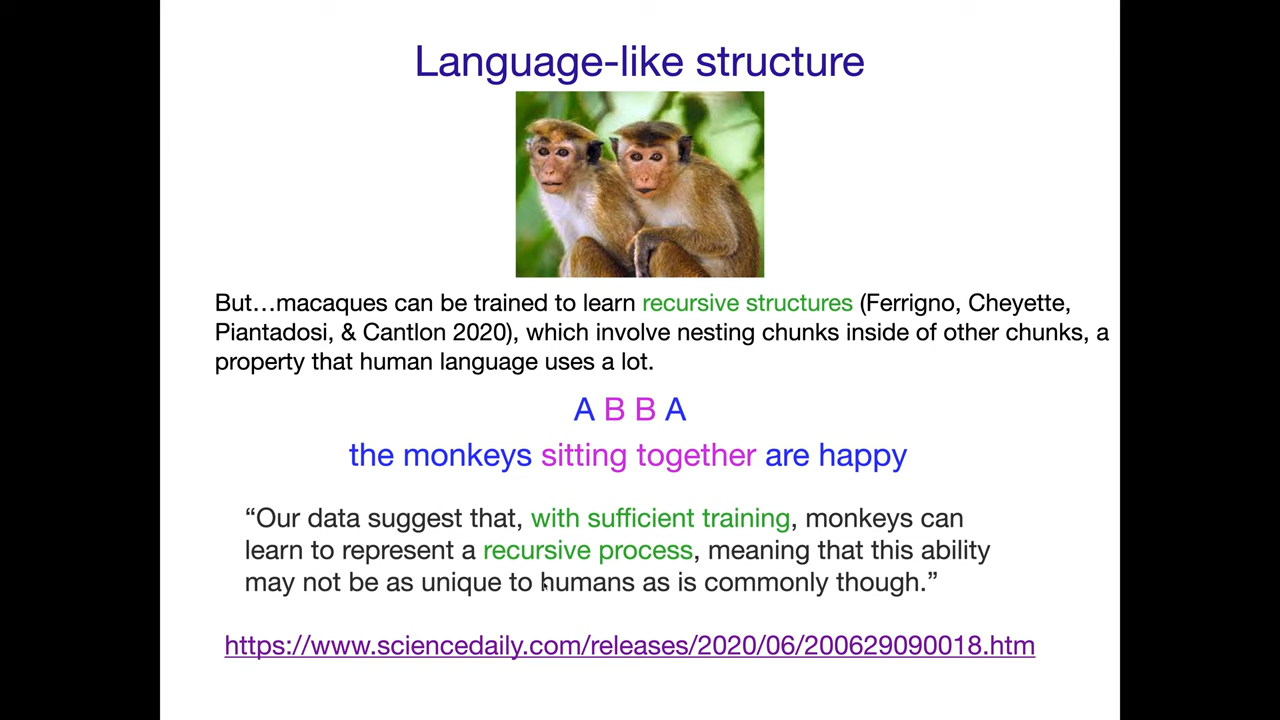 Language-like structure
But…macaques can be trained to learn recursive structures (Ferrigno, Cheyette,
Piantadosi, & Cantlon 2020), which involve nesting chunks inside of other chunks, a
property that human language uses a lot.
A B B A
the monkeys sitting together are happy
“Our data suggest that, with sufficient training, monkeys can
learn to represent a recursive process, meaning that this ability
may not be as unique to humans as is commonly though.”
https://www.sciencedaily.com/releases/2020/06/200629090018.htm